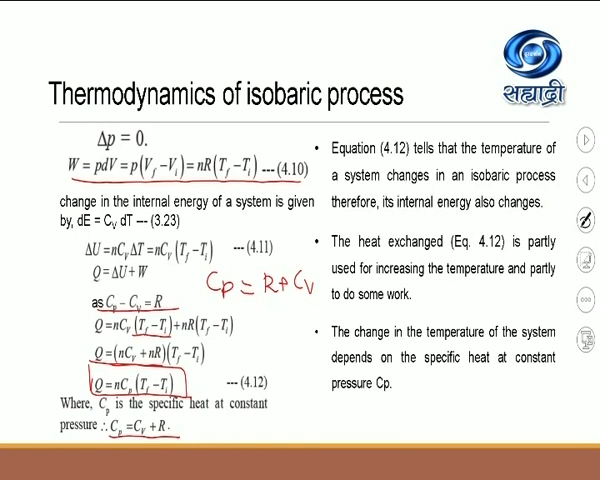 सह्याद्री
Thermodynamics of isobaric process
Δp = 0.
W = pdV = p(V_f – V_i) = nR(T_f – T_i) ---(4.10)
change in the internal energy of a system is given
by, dE = C_V dT --- (3.23)
ΔU = nC_V ΔT = nC_V (T_f – T_i) ---(4.11)
Q = ΔU + W
as C_p – C_V = R
Q = nC_V (T_f – T_i) + nR(T_f – T_i)
Q = (nC_V + nR)(T_f – T_i)
Q = nC_p (T_f – T_i) ---(4.12)
Where, C_p is the specific heat at constant
pressure ∴ C_p = C_V + R.
Cp = R + CV
• Equation (4.12) tells that the temperature of
a system changes in an isobaric process
therefore, its internal energy also changes.
• The heat exchanged (Eq. 4.12) is partly
used for increasing the temperature and partly
to do some work.
• The change in the temperature of the system
depends on the specific heat at constant
pressure Cp.